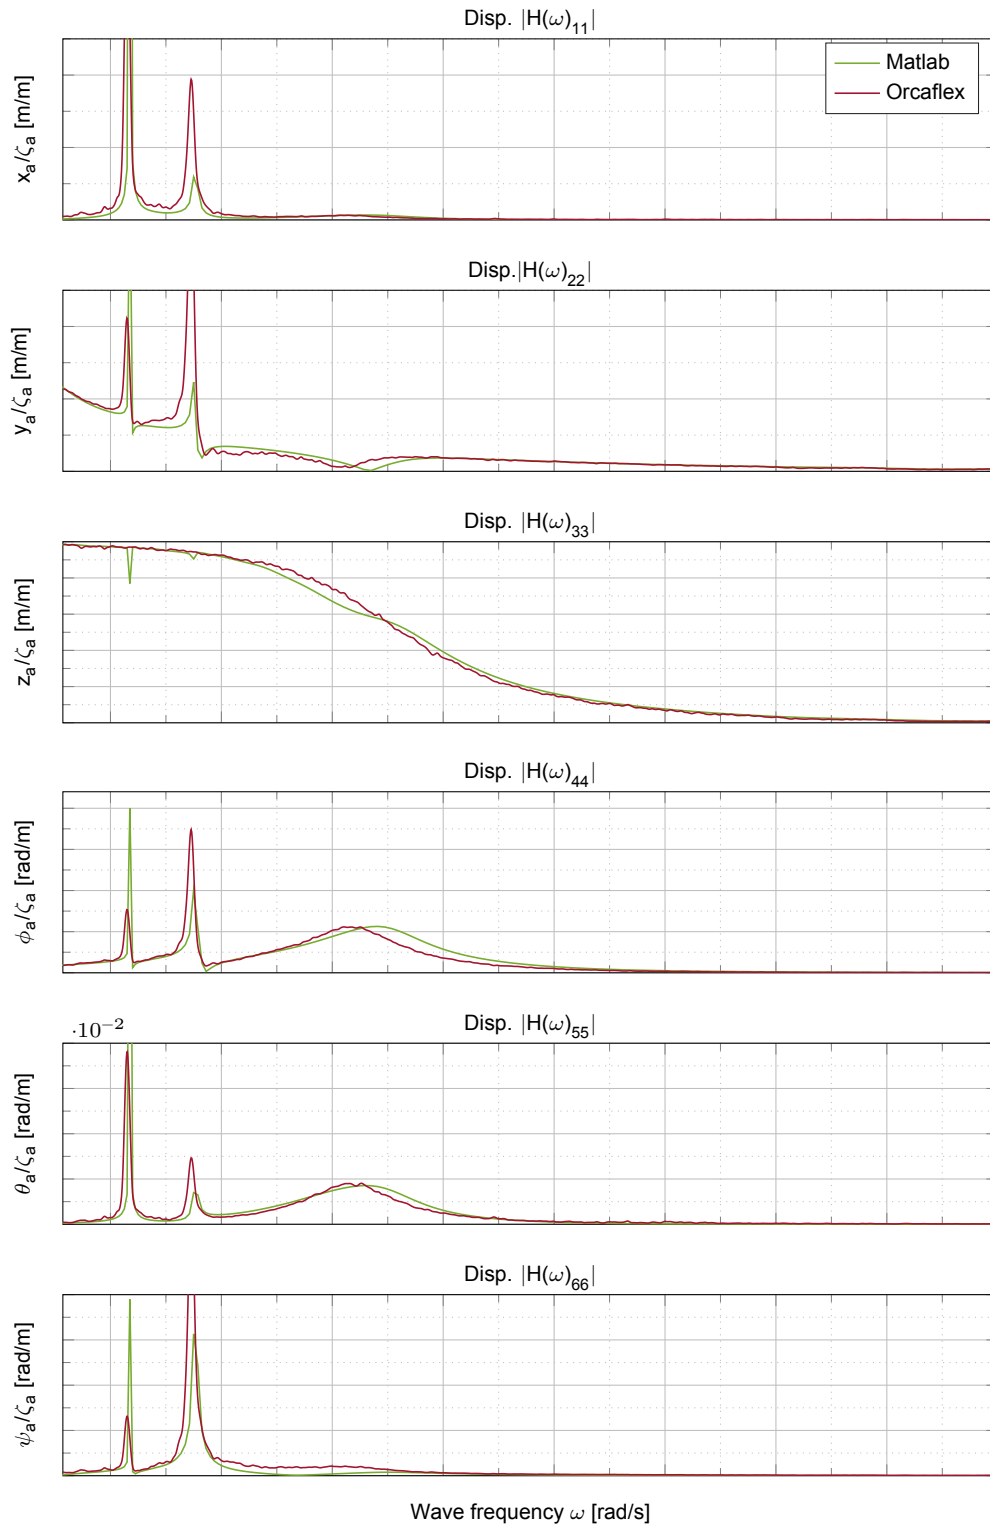 Disp. |H(ω)₁₁|
xₐ/ζₐ [m/m]
Matlab
Orcaflex
Disp.|H(ω)₂₂|
yₐ/ζₐ [m/m]
Disp. |H(ω)₃₃|
zₐ/ζₐ [m/m]
Disp. |H(ω)₄₄|
ϕₐ/ζₐ [rad/m]
·10⁻²
Disp. |H(ω)₅₅|
θₐ/ζₐ [rad/m]
Disp. |H(ω)₆₆|
ψₐ/ζₐ [rad/m]
Wave frequency ω [rad/s]